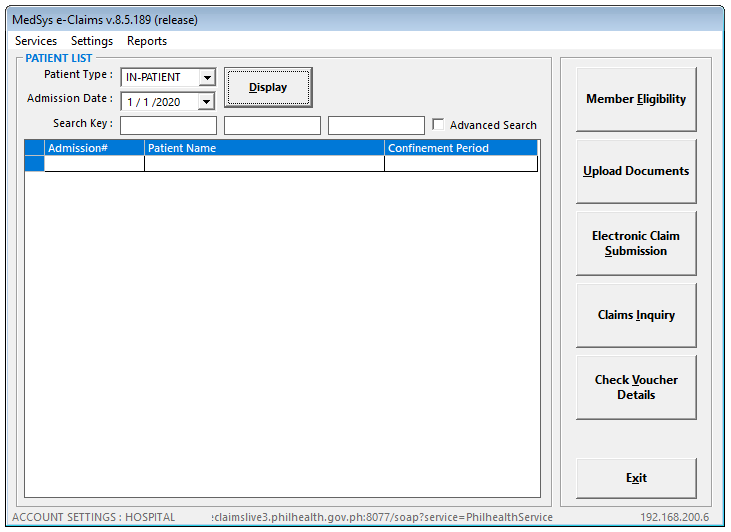 MedSys e-Claims v.8.5.189 (release)
Services Settings Reports
PATIENT LIST
Patient Type : IN-PATIENT
Display
Admission Date : 1 / 1 /2020
Search Key : Advanced Search
Admission# Patient Name Confinement Period
Member Eligibility
Upload Documents
Electronic Claim
Submission
Claims Inquiry
Check Voucher
Details
Exit
ACCOUNT SETTINGS : HOSPITAL :claimslive3.philhealth.gov.ph:8077/soap?service=PhilhealthService 192.168.200.6